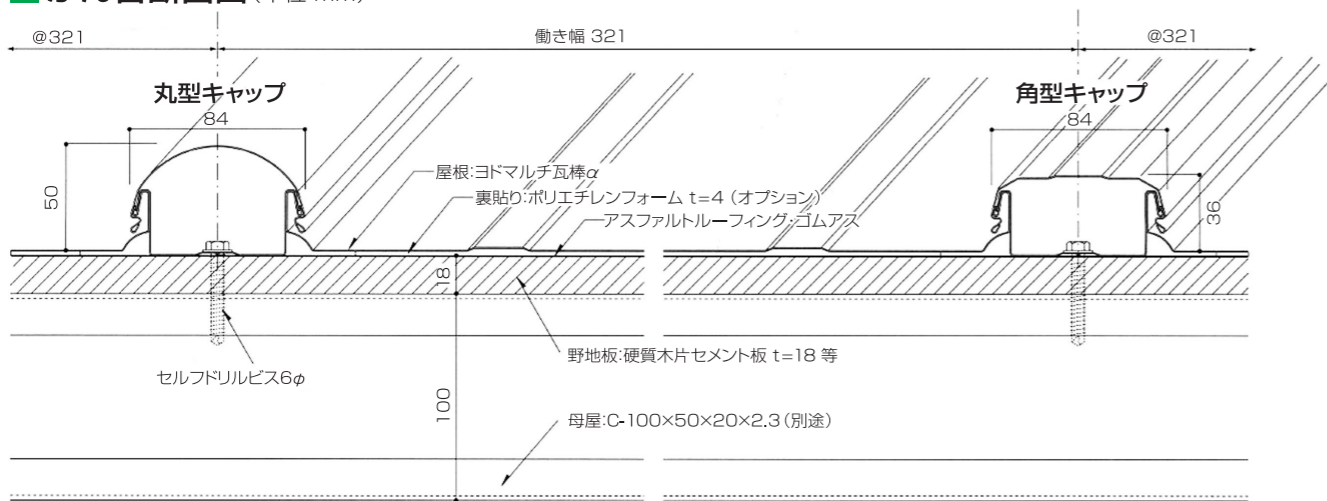 (単位 mm)
@321
働き幅 321
@321
丸型キャップ
84
角型キャップ
84
50
屋根:ヨドマルチ瓦棒α
裏貼り:ポリエチレンフォーム t=4 (オプション)
アスファルトルーフィング・ゴムアス
36
18
野地板:硬質木片セメント板 t=18 等
セルフドリルビス6φ
100
母屋:C-100×50×20×2.3 (別途)